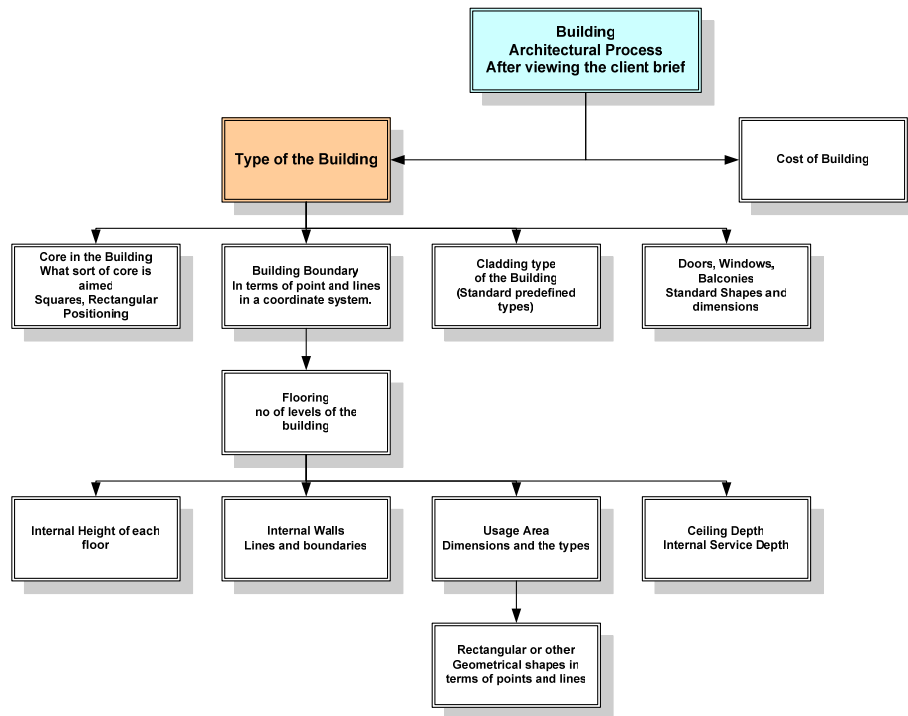 Building
Architectural Process
After viewing the client brief
Type of the Building
Cost of Building
Core in the Building
What sort of core is
aimed
Squares, Rectangular
Positioning
Building Boundary
In terms of point and lines
in a coordinate system.
Cladding type
of the Building
(Standard predefined
types)
Doors, Windows,
Balconies
Standard Shapes and
dimensions
Flooring
no of levels of the
building
Internal Height of each
floor
Internal Walls
Lines and boundaries
Usage Area
Dimensions and the types
Ceiling Depth
Internal Service Depth
Rectangular or other
Geometrical shapes in
terms of points and lines